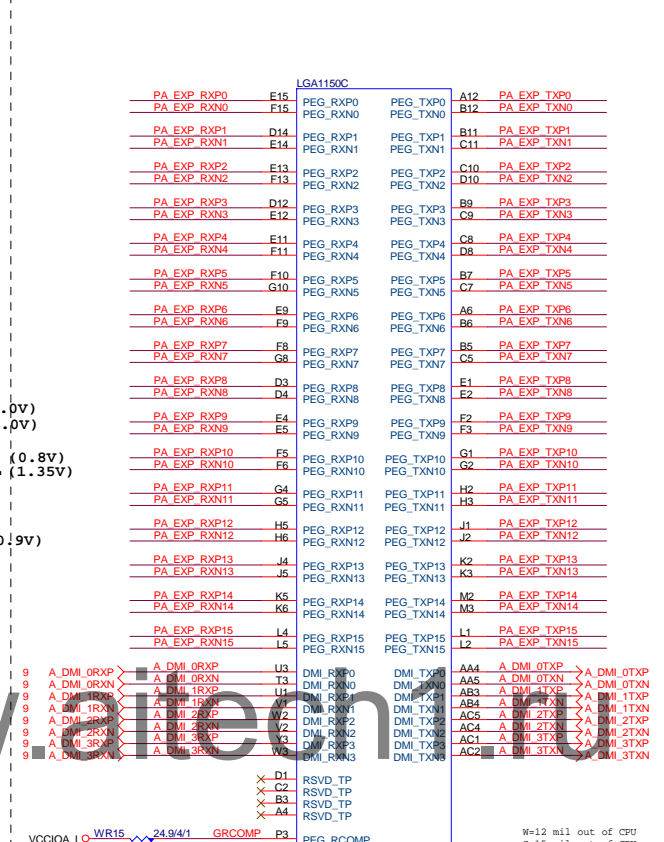 LGA1150C
PA_EXP_RXP0 E15 PEG_RXP0 PEG_TXP0 A12 PA_EXP_TXP0
PA_EXP_RXN0 F15 PEG_RXN0 PEG_TXN0 B12 PA_EXP_TXN0
PA_EXP_RXP1 D14 PEG_RXP1 PEG_TXP1 B11 PA_EXP_TXP1
PA_EXP_RXN1 E14 PEG_RXN1 PEG_TXN1 C11 PA_EXP_TXN1
PA_EXP_RXP2 E13 PEG_RXP2 PEG_TXP2 C10 PA_EXP_TXP2
PA_EXP_RXN2 F13 PEG_RXN2 PEG_TXN2 D10 PA_EXP_TXN2
PA_EXP_RXP3 D12 PEG_RXP3 PEG_TXP3 B9 PA_EXP_TXP3
PA_EXP_RXN3 E12 PEG_RXN3 PEG_TXN3 C9 PA_EXP_TXN3
PA_EXP_RXP4 E11 PEG_RXP4 PEG_TXP4 C8 PA_EXP_TXP4
PA_EXP_RXN4 F11 PEG_RXN4 PEG_TXN4 D8 PA_EXP_TXN4
PA_EXP_RXP5 F10 PEG_RXP5 PEG_TXP5 B7 PA_EXP_TXP5
PA_EXP_RXN5 G10 PEG_RXN5 PEG_TXN5 C7 PA_EXP_TXN5
PA_EXP_RXP6 E9 PEG_RXP6 PEG_TXP6 A6 PA_EXP_TXP6
PA_EXP_RXN6 F9 PEG_RXN6 PEG_TXN6 B6 PA_EXP_TXN6
PA_EXP_RXP7 F8 PEG_RXP7 PEG_TXP7 B5 PA_EXP_TXP7
PA_EXP_RXN7 G8 PEG_RXN7 PEG_TXN7 C5 PA_EXP_TXN7
PA_EXP_RXP8 D3 PEG_RXP8 PEG_TXP8 E1 PA_EXP_TXP8
PA_EXP_RXN8 D4 PEG_RXN8 PEG_TXN8 E2 PA_EXP_TXN8
.0V)
PA_EXP_RXP9 E4 PEG_RXP9 PEG_TXP9 F2 PA_EXP_TXP9
.0V) PA_EXP_RXN9 E5 PEG_RXN9 PEG_TXN9 F3 PA_EXP_TXN9
(0.8V) PA_EXP_RXP10 F5 PEG_RXP10 PEG_TXP10 G1 PA_EXP_TXP10
(1.35V) PA_EXP_RXN10 F6 PEG_RXN10 PEG_TXN10 G2 PA_EXP_TXN10
PA_EXP_RXP11 G4 PEG_RXP11 PEG_TXP11 H2 PA_EXP_TXP11
PA_EXP_RXN11 G5 PEG_RXN11 PEG_TXN11 H3 PA_EXP_TXN11
PA_EXP_RXP12 H5 PEG_RXP12 PEG_TXP12 J1 PA_EXP_TXP12
0.9V) PA_EXP_RXN12 H6 PEG_RXN12 PEG_TXN12 J2 PA_EXP_TXN12
PA_EXP_RXP13 J4 PEG_RXP13 PEG_TXP13 K2 PA_EXP_TXP13
PA_EXP_RXN13 J5 PEG_RXN13 PEG_TXN13 K3 PA_EXP_TXN13
PA_EXP_RXP14 K5 PEG_RXP14 PEG_TXP14 M2 PA_EXP_TXP14
PA_EXP_RXN14 K6 PEG_RXN14 PEG_TXN14 M3 PA_EXP_TXN14
PA_EXP_RXP15 L4 PEG_RXP15 PEG_TXP15 L1 PA_EXP_TXP15
PA_EXP_RXN15 L5 PEG_RXN15 PEG_TXN15 L2 PA_EXP_TXN15
9 A_DMI_0RXP A_DMI_0RXP U3 DMI_RXP0 DMI_TXP0 AA4 A_DMI_0TXP A_DMI_0TXP
9 A_DMI_0RXN A_DMI_0RXN T3 DMI_RXN0 DMI_TXN0 AA5 A_DMI_0TXN A_DMI_0TXN
9 A_DMI_1RXP A_DMI_1RXP U1 DMI_RXP1 DMI_TXP1 AB3 A_DMI_1TXP A_DMI_1TXP
9 A_DMI_1RXN A_DMI_1RXN V1 DMI_RXN1 DMI_TXN1 AB4 A_DMI_1TXN A_DMI_1TXN
9 A_DMI_2RXP A_DMI_2RXP W2 DMI_RXP2 DMI_TXP2 AC5 A_DMI_2TXP A_DMI_2TXP
9 A_DMI_2RXN A_DMI_2RXN V2 DMI_RXN2 DMI_TXN2 AC4 A_DMI_2TXN A_DMI_2TXN
9 A_DMI_3RXP A_DMI_3RXP Y3 DMI_RXP3 DMI_TXP3 AC1 A_DMI_3TXP A_DMI_3TXP
9 A_DMI_3RXN A_DMI_3RXN W3 DMI_RXN3 DMI_TXN3 AC2 A_DMI_3TXN A_DMI_3TXN
.aitech1.ru
D1 RSVD_TP
C2 RSVD_TP
B3 RSVD_TP
A4 RSVD_TP
VCCIOA_L WR15 24.9/4/1 GRCOMP P3 PEG_RCOMP
W=12 mil out of CPU